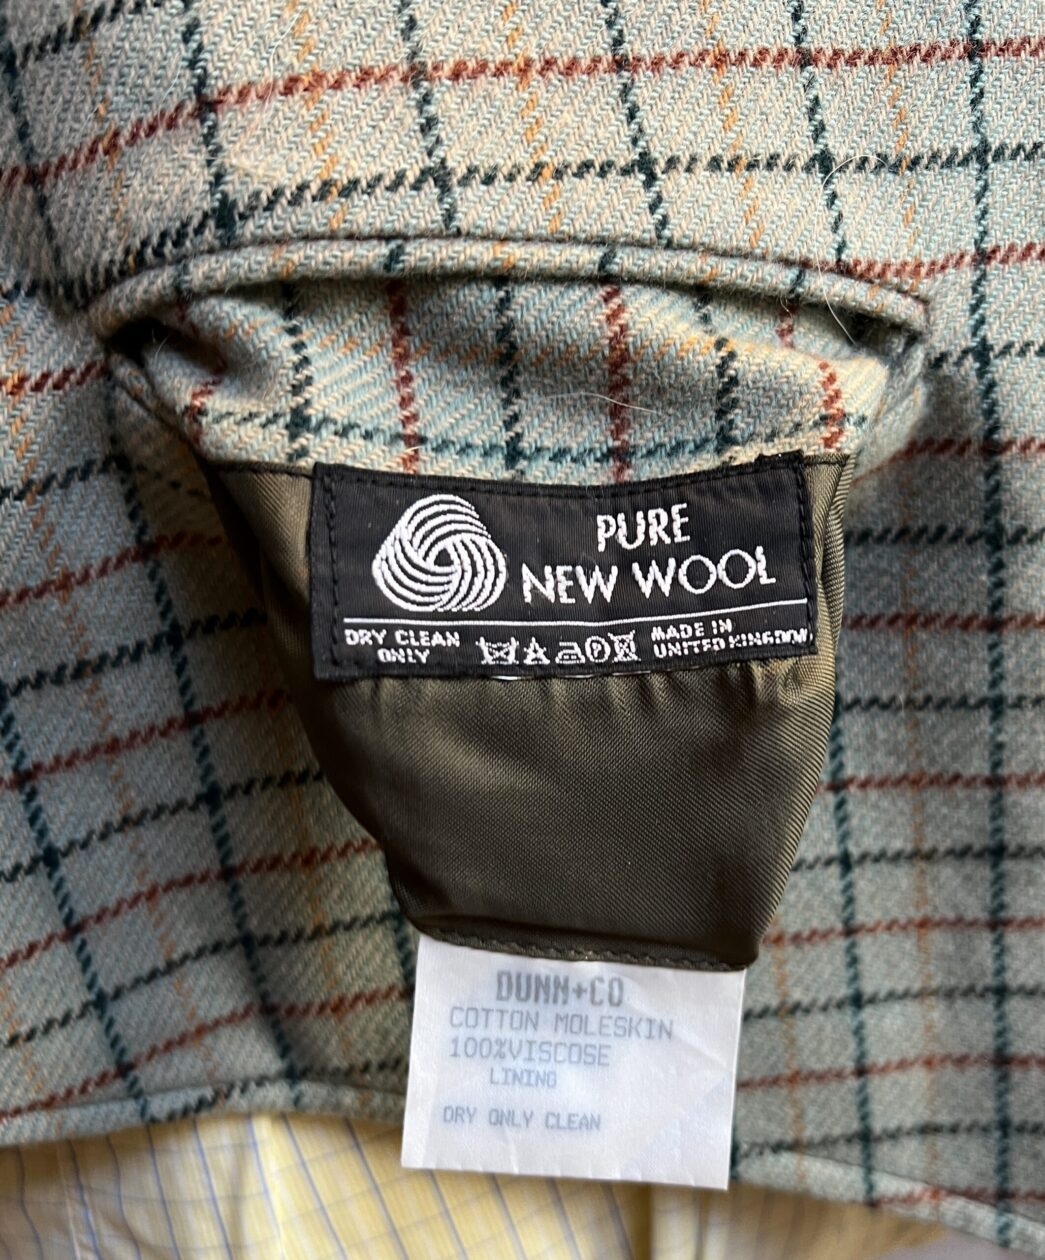 PURE
NEW WOOL
DRY CLEAN
ONLY
P
MADE IN
UNITED KINGDOM
DUNN+CO
COTTON MOLESKIN
100%VISCOSE
LINING
DRY ONLY CLEAN